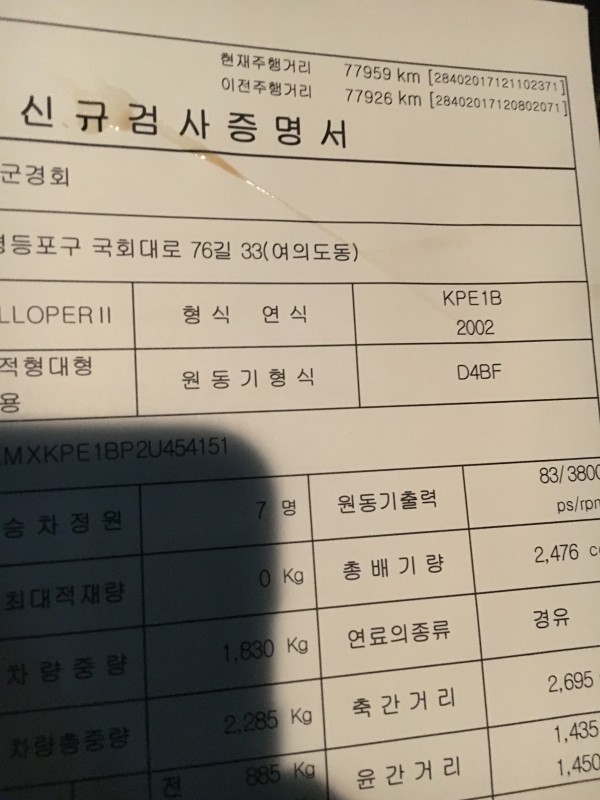 현재주행거리 77959 km [28402017121102371]
이전주행거리 77926 km [28402017120802071]
신규검사증명서
군경회
등포구 국회대로 76길 33(여의도동)
LLOPER II 형식 연식 KPE1B
2002
적형대형
용 원동기형식 D4BF
MXKPE1BP2U454151
승차정원 7 명 원동기출력 83/3800
ps/rpm
최대적재량 0 Kg 총배기량 2,476 c
차량중량 1,830 Kg 연료의종류 경유
차량총중량 2,285 Kg 축간거리 2,695
전 885 Kg 윤간거리 1,435
1,450